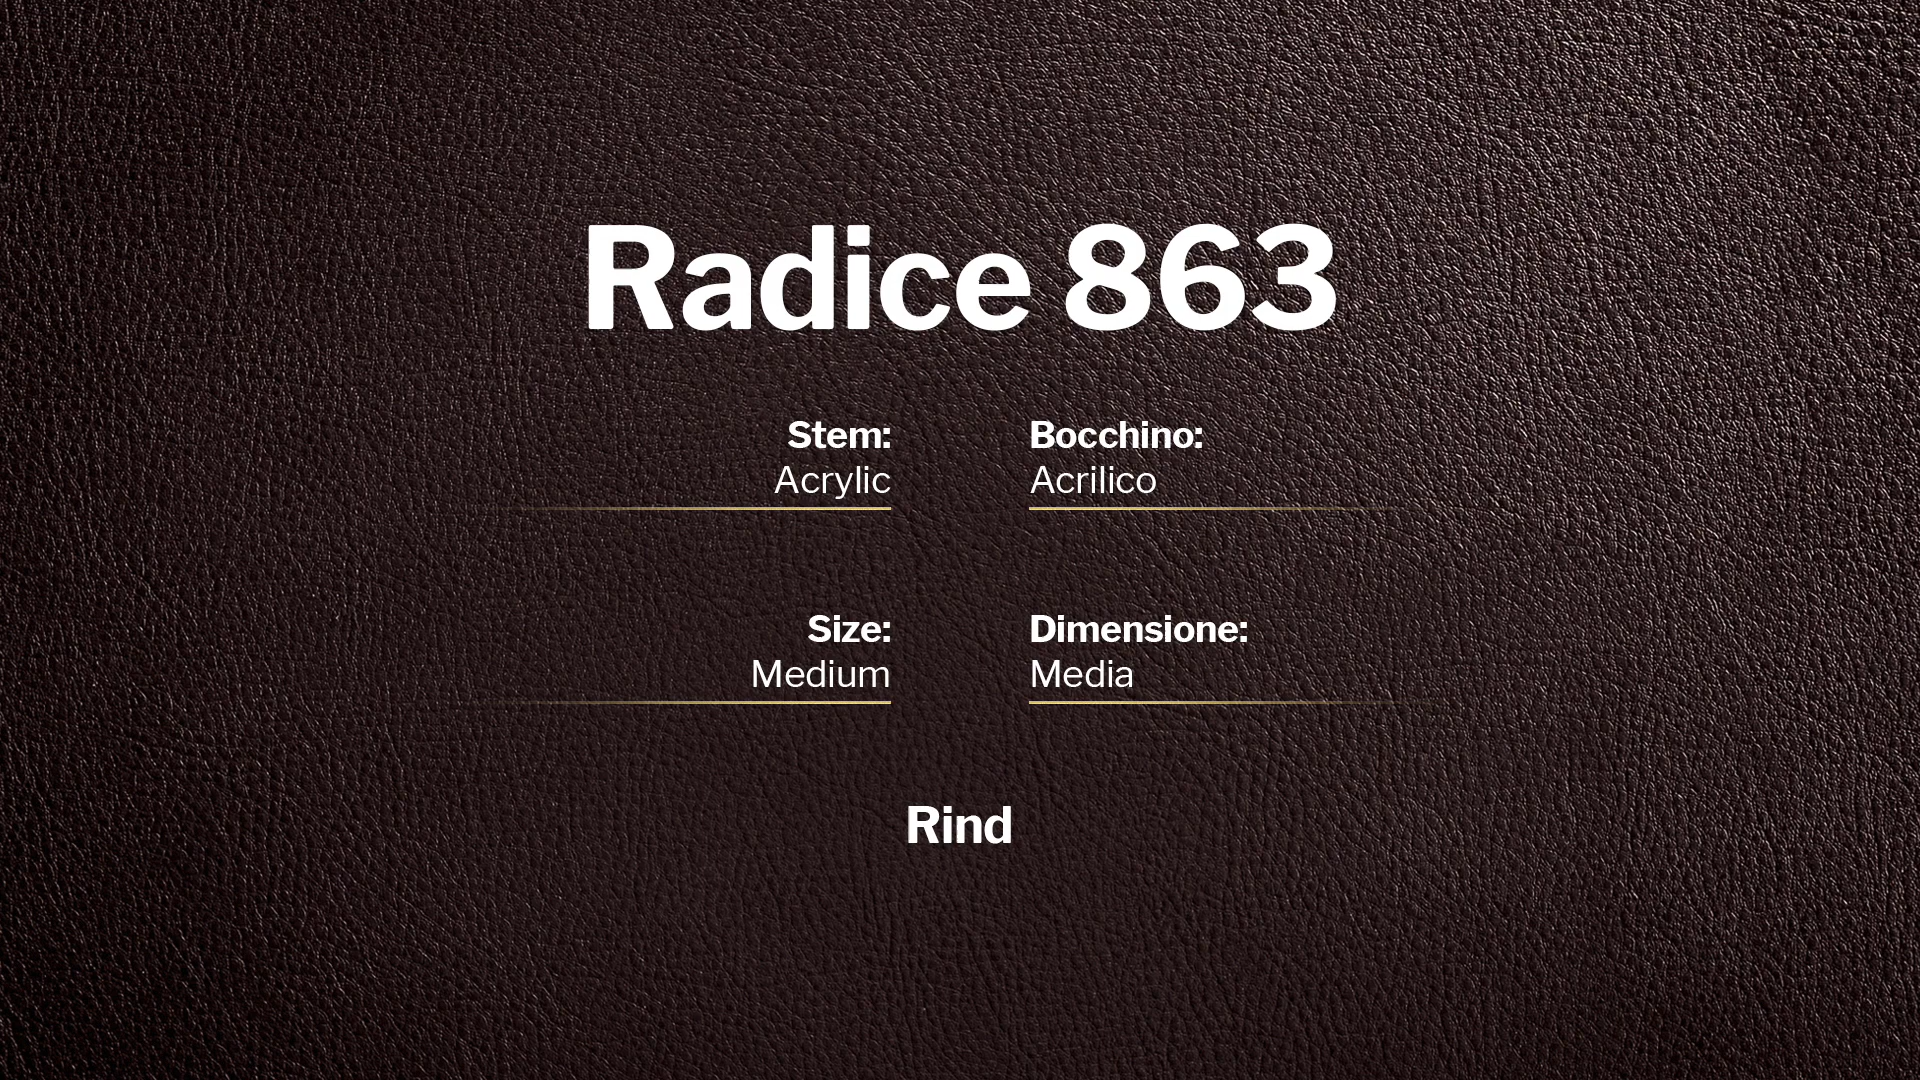 Radice 863
Stem:
Acrylic
Bocchino:
Acrilico
Size:
Medium
Dimensione:
Media
Rind